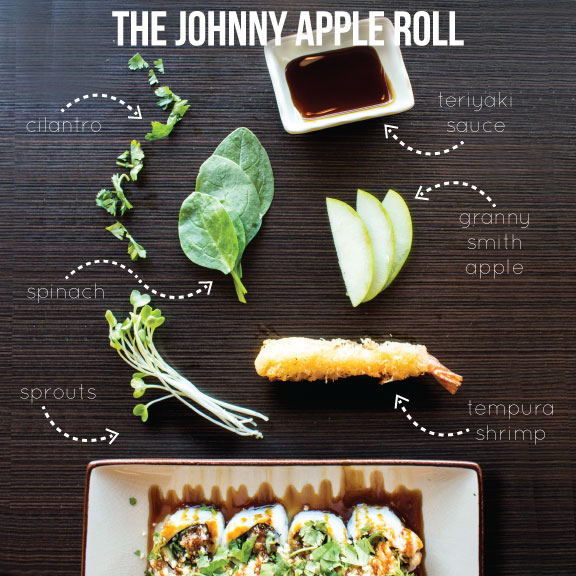 THE JOHNNY APPLE ROLL
cilantro
teriyaki
sauce
granny
smith
apple
spinach
sprouts
tempura
shrimp